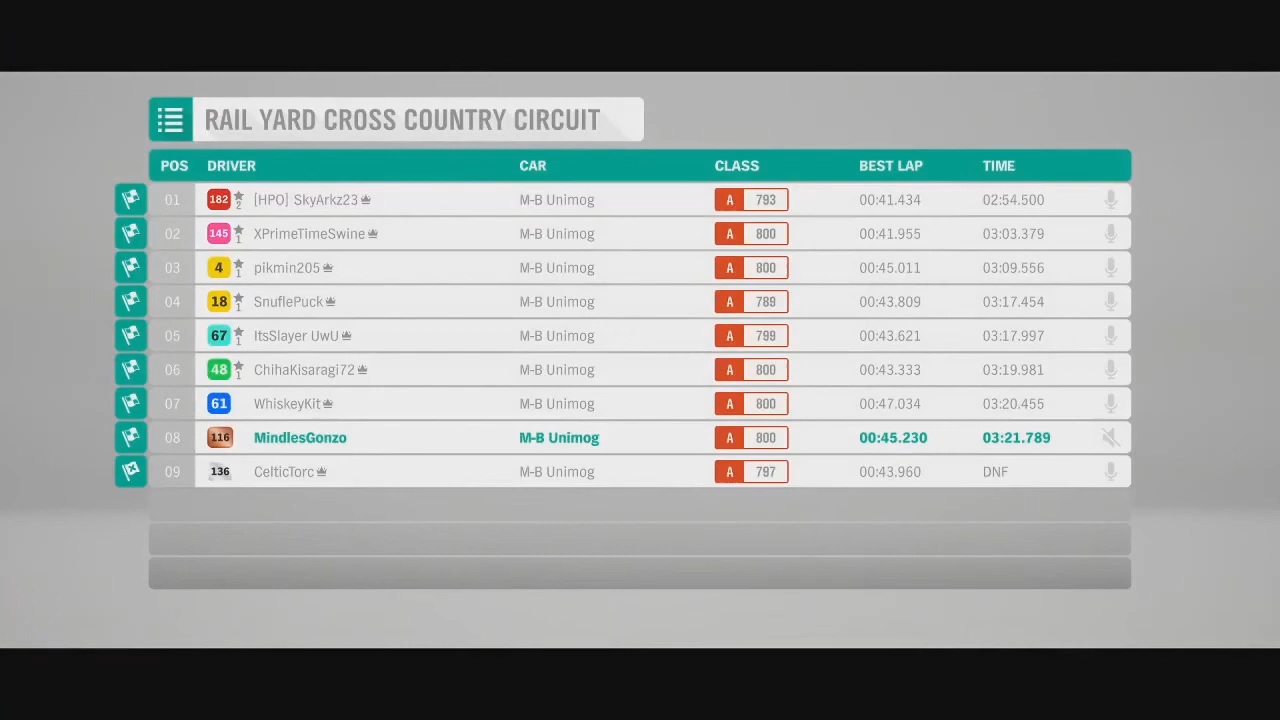 RAIL YARD CROSS COUNTRY CIRCUIT
POS DRIVER CAR CLASS BEST LAP TIME
01 182 2 [HPO] SkyArkz23 M-B Unimog A 793 00:41.434 02:54.500
02 145 1 XPrimeTimeSwine M-B Unimog A 800 00:41.955 03:03.379
03 4 1 pikmin205 M-B Unimog A 800 00:45.011 03:09.556
04 18 1 SnuflePuck M-B Unimog A 789 00:43.809 03:17.454
05 67 1 ItsSlayer UwU M-B Unimog A 799 00:43.621 03:17.997
06 48 1 ChihaKisaragi72 M-B Unimog A 800 00:43.333 03:19.981
07 61 WhiskeyKit M-B Unimog A 800 00:47.034 03:20.455
08 116 MindlesGonzo M-B Unimog A 800 00:45.230 03:21.789
09 136 CelticTorc M-B Unimog A 797 00:43.960 DNF